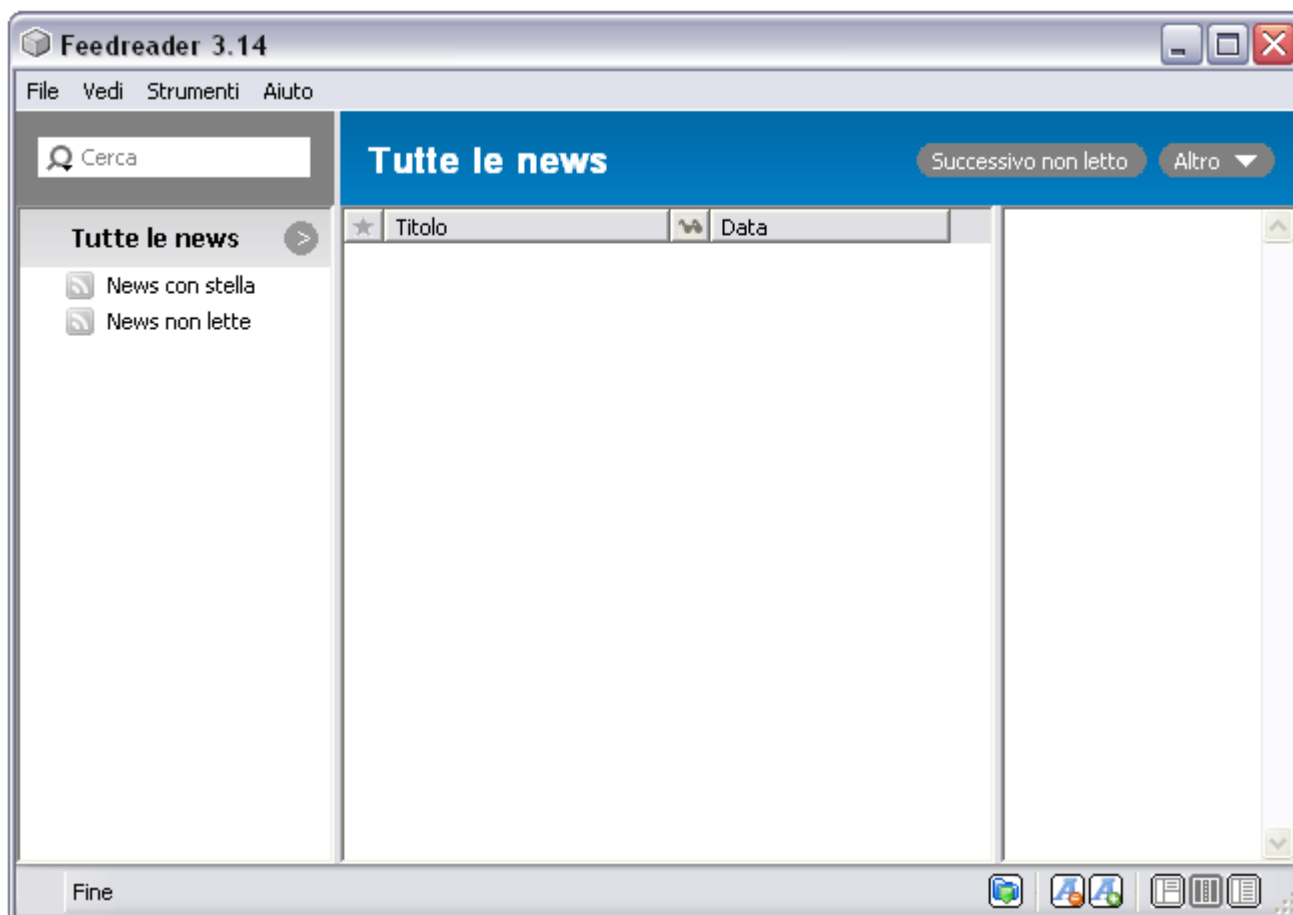 Feedreader 3.14
File Vedi Strumenti Aiuto
Cerca
Tutte le news
Successivo non letto
Altro
Tutte le news
News con stella
News non lette
Titolo
Data
Fine